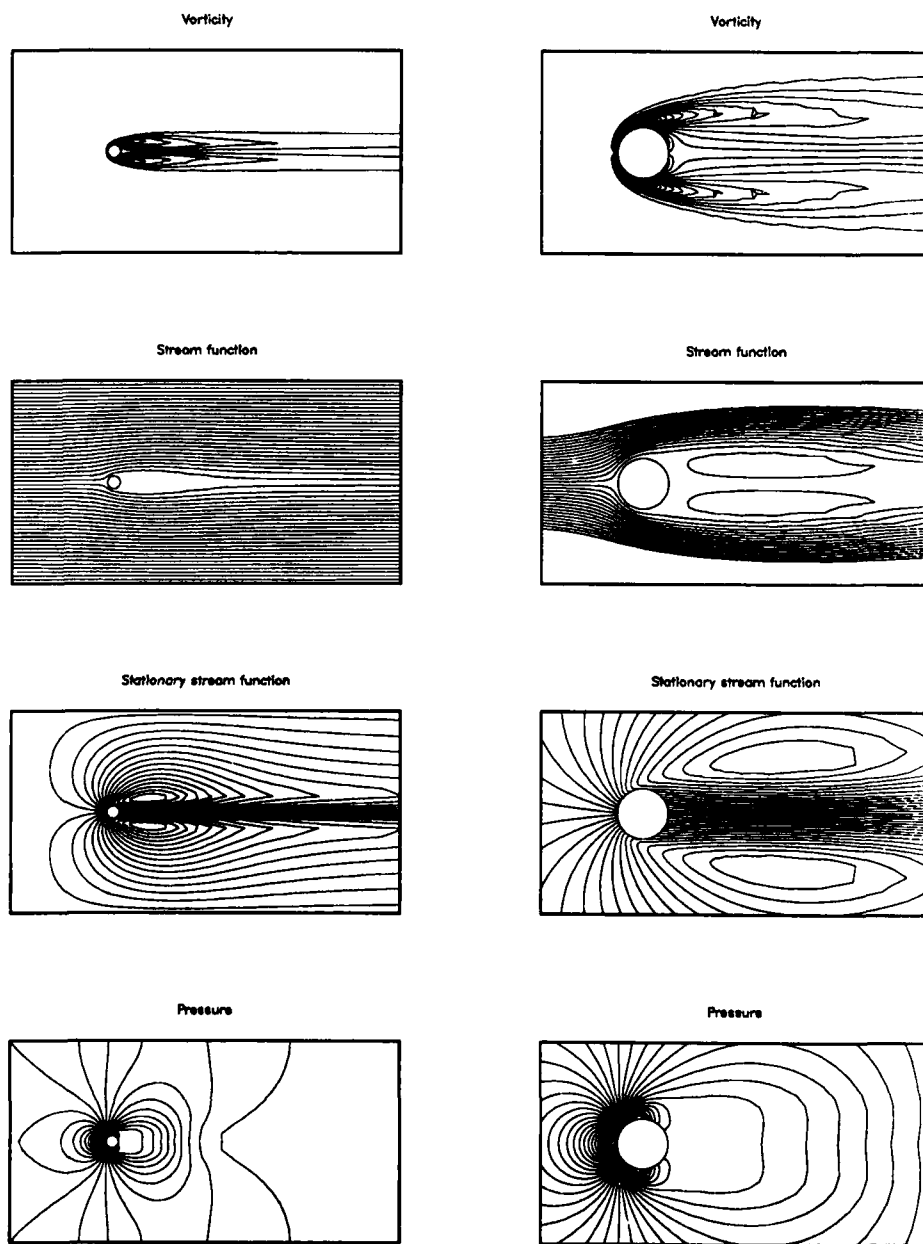 Vorticity
Vorticity
Stream function
Stream function
Stationary stream function
Stationary stream function
Pressure
Pressure